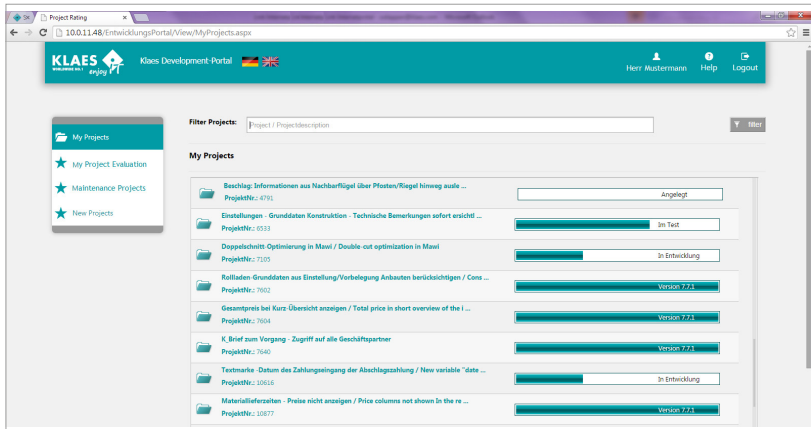 Project Rating
10.0.11.48/EntwicklungsPortal/View/MyProjects.aspx
KLAES
WORLDWIDE NO. 1
enjoy IT
Klaes Development-Portal
Herr Mustermann
Help
Logout
My Projects
My Project Evaluation
Maintenance Projects
New Projects
Filter Projects:
Project / Projectdescription
filter
My Projects
Beschlag: Informationen aus Nachbarflügel über Pfosten/Riegel hinweg ausle ...
ProjektNr.: 4791
Angelegt
Einstellungen - Grunddaten Konstruktion - Technische Bemerkungen sofort ersichtl ...
ProjektNr.: 6533
Im Test
Doppelschnitt-Optimierung in Mawi / Double-cut optimization in Mawi
ProjektNr.: 7105
In Entwicklung
Rollladen-Grunddaten aus Einstellung/Vorbelegung Anbauten berücksichtigen / Cons ...
ProjektNr.: 7602
Version 7.7.1
Gesamtpreis bei Kurz-Übersicht anzeigen / Total price in short overview of the i ...
ProjektNr.: 7604
Version 7.7.1
K_Brief zum Vorgang - Zugriff auf alle Geschäftspartner
ProjektNr.: 7640
Version 7.7.1
Textmarke -Datum des Zahlungseingang der Abschlagszahlung / New variable "date ...
ProjektNr.: 10616
In Entwicklung
Materiallieferzeiten - Preise nicht anzeigen / Price columns not shown In the re ...
ProjektNr.: 10877
Version 7.7.1